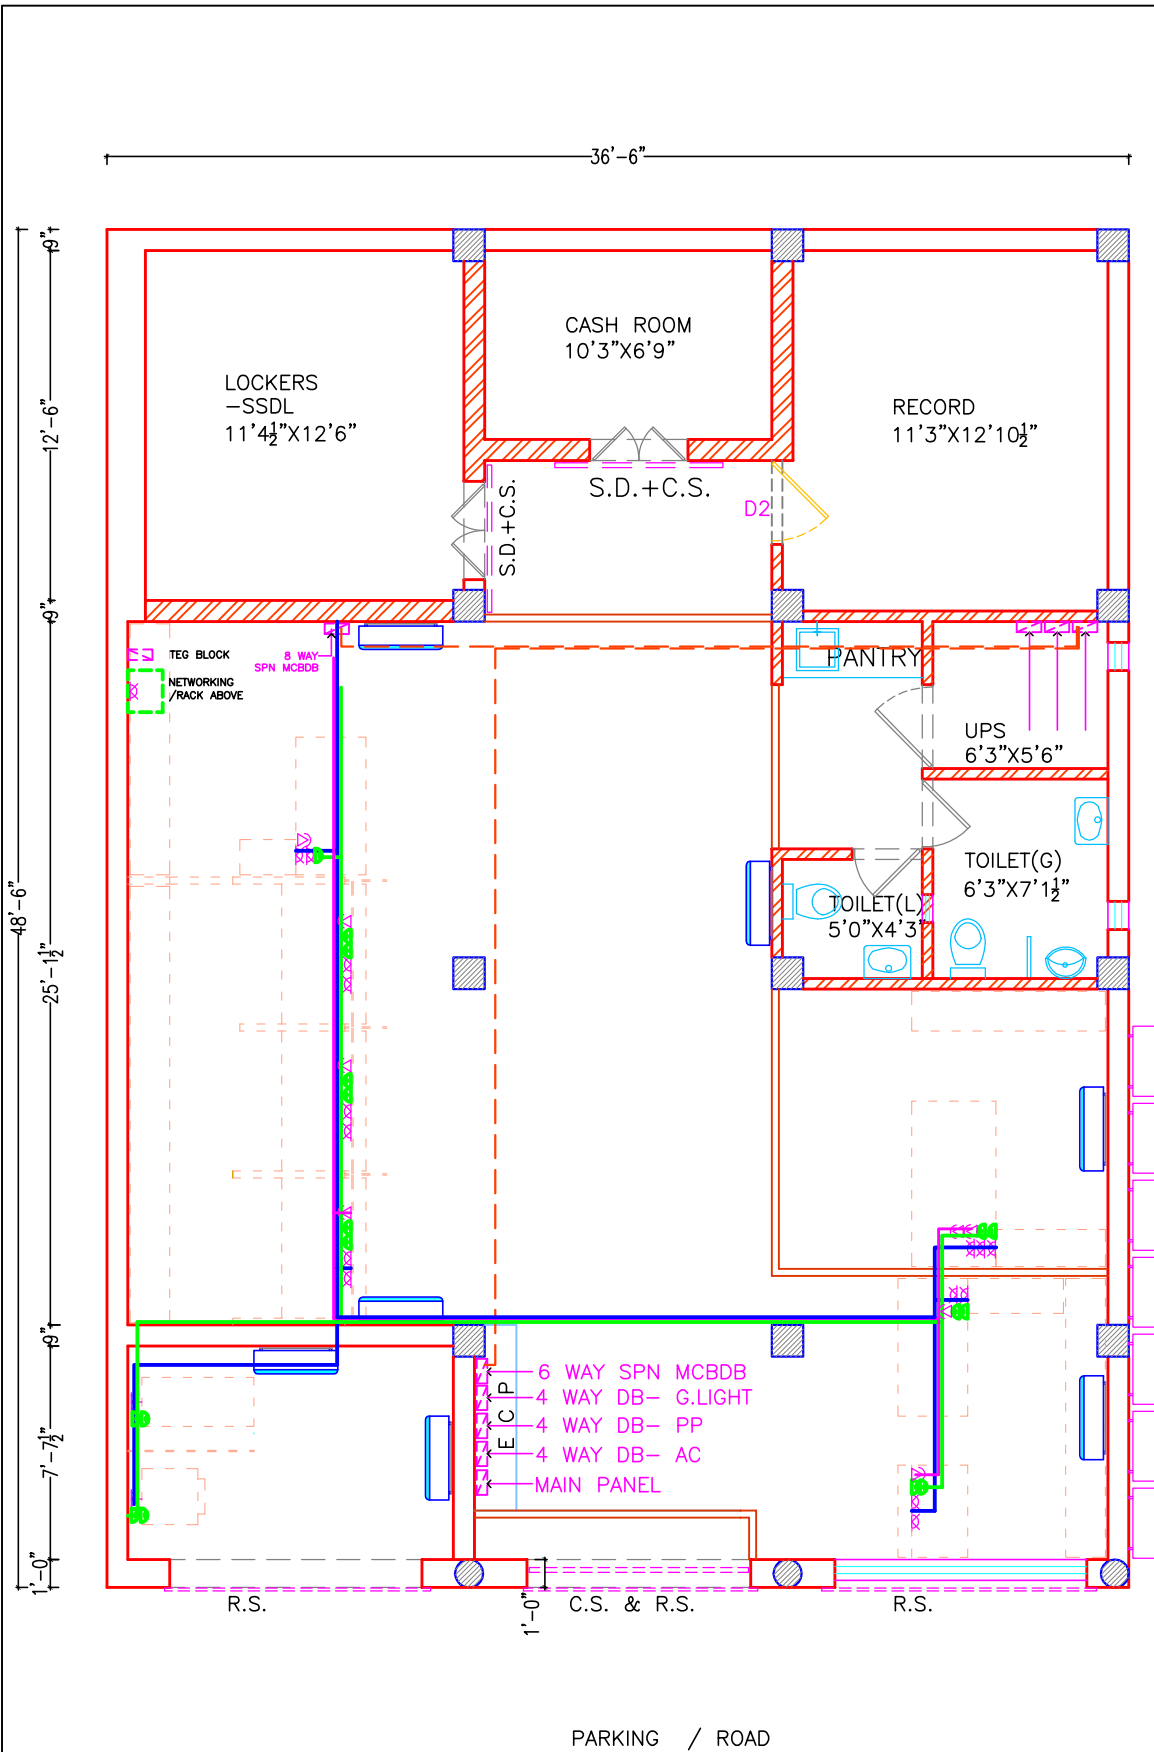 36'-6"
9"
CASH ROOM
10'3"X6'9"
LOCKERS
-SSDL
11'4½"X12'6"
RECORD
11'3"X12'10½"
12'-6"
S.D.+C.S.
S.D.+C.S.
D2
9"
TEG BLOCK
8 WAY
SPN MCBDB
NETWORKING
/RACK ABOVE
PANTRY
UPS
6'3"X5'6"
TOILET(G)
6'3"X7'1½"
TOILET(L)
5'0"X4'3"
48'-6"
25'-1½"
9"
6 WAY SPN MCBDB
4 WAY DB- G.LIGHT
4 WAY DB- PP
4 WAY DB- AC
MAIN PANEL
E C P
7'-7½"
1'-0"
R.S.
1'-0"
C.S. & R.S.
R.S.
PARKING / ROAD